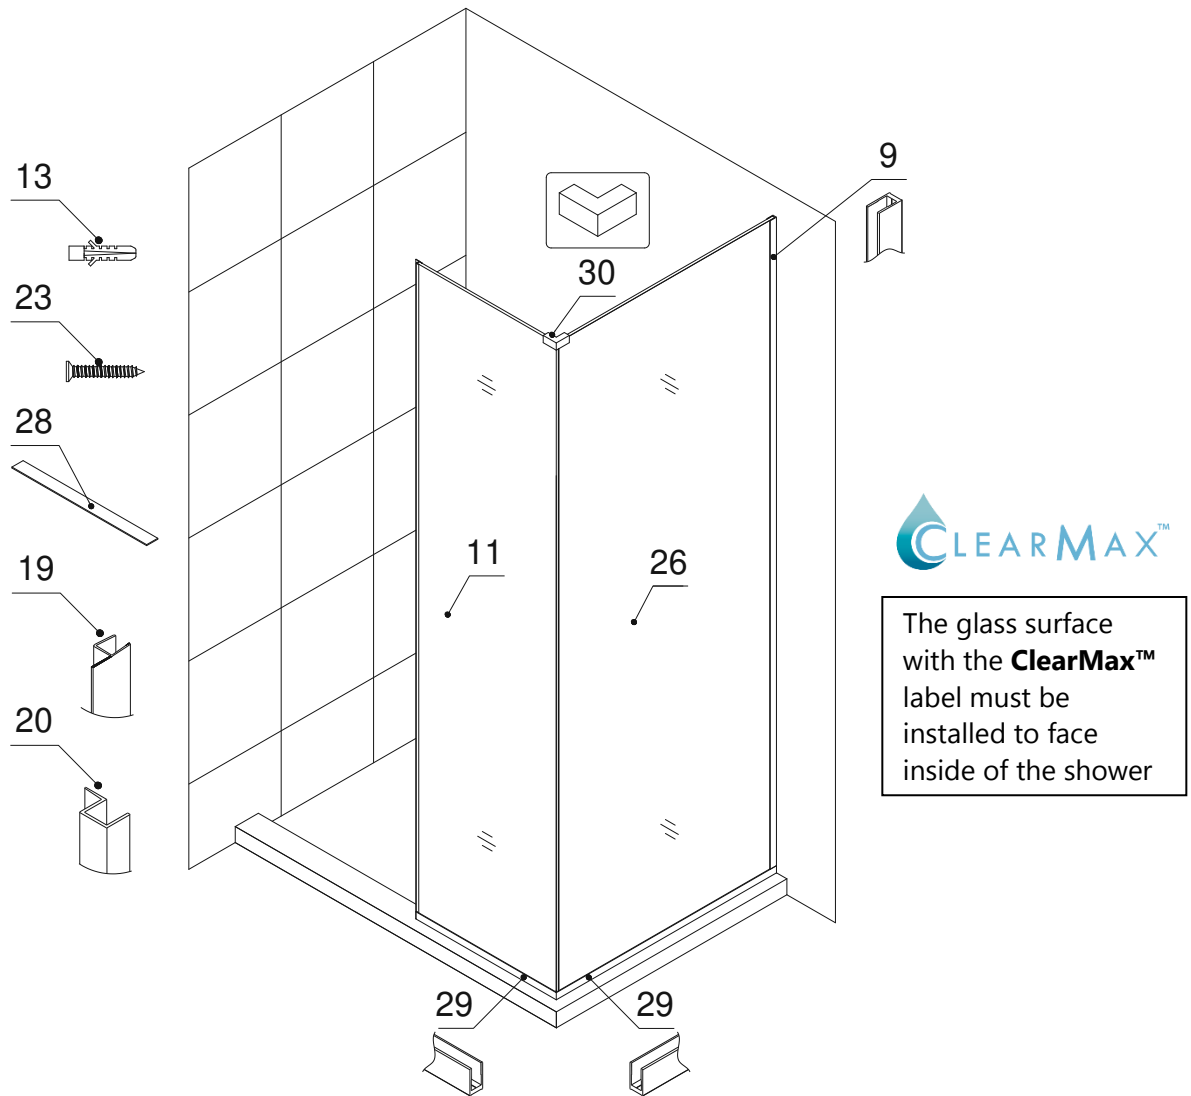 9
13
30
23
28
CLEARMAX™
11
26
19
The glass surface
with the ClearMax™
label must be
installed to face
inside of the shower
20
29
29